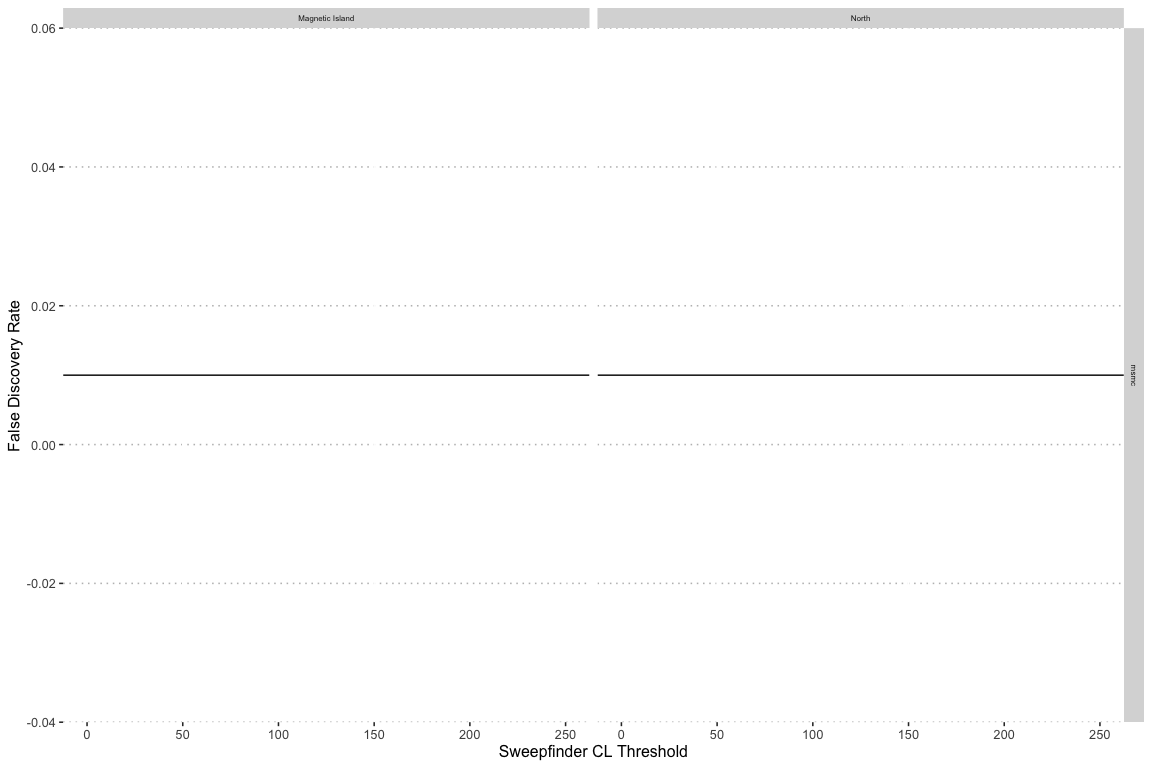 Magnetic Island
North
0.06
0.04
0.02
0.00
-0.02
-0.04
False Discovery Rate
msmc
0 50 100 150 200 250
0 50 100 150 200 250
Sweepfinder CL Threshold